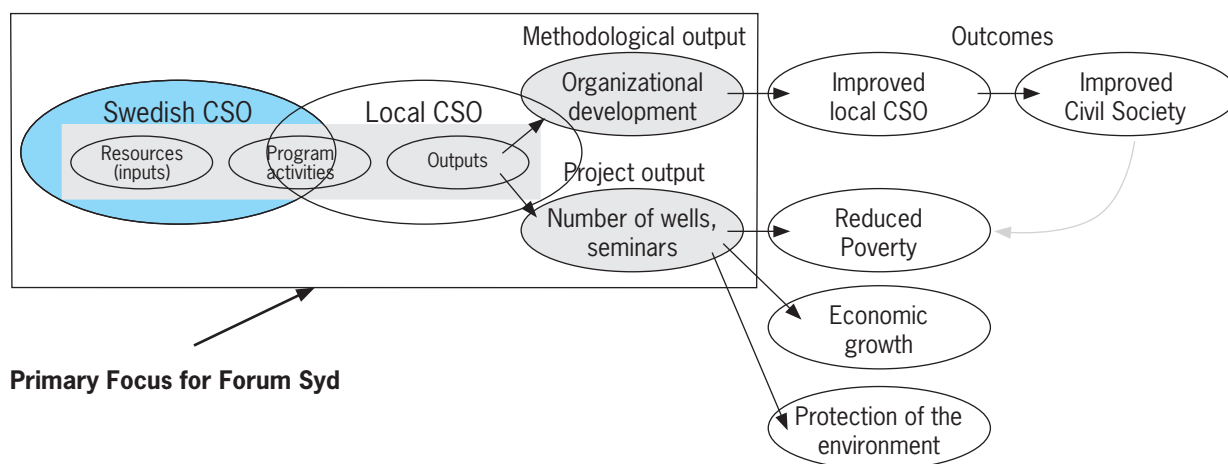 Methodological output
Outcomes
Organizational
development
Improved
local CSO
Improved
Civil Society
Swedish CSO
Local CSO
Resources
(inputs)
Program
activities
Outputs
Project output
Number of wells,
seminars
Reduced
Poverty
Economic
growth
Primary Focus for Forum Syd
Protection of the
environment